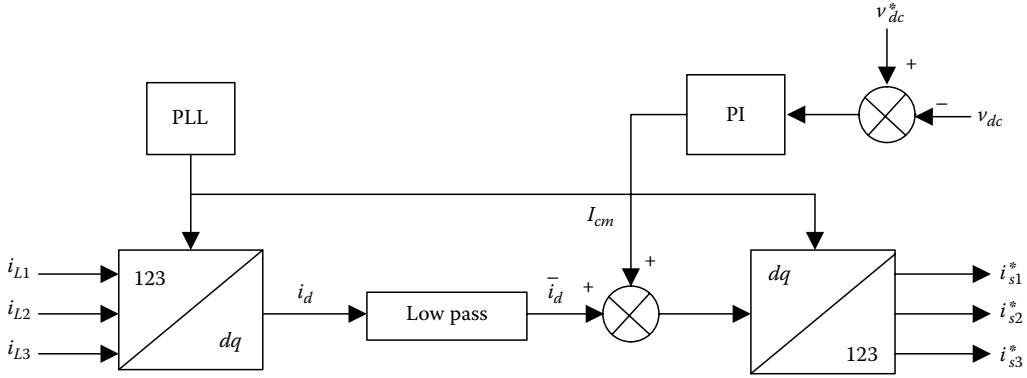 v*dc
+
PLL
PI
−
vdc
Icm
+
iL1
123
dq
i*s1
iL2
id
Low pass
i̅d
+
i*s2
iL3
dq
123
i*s3